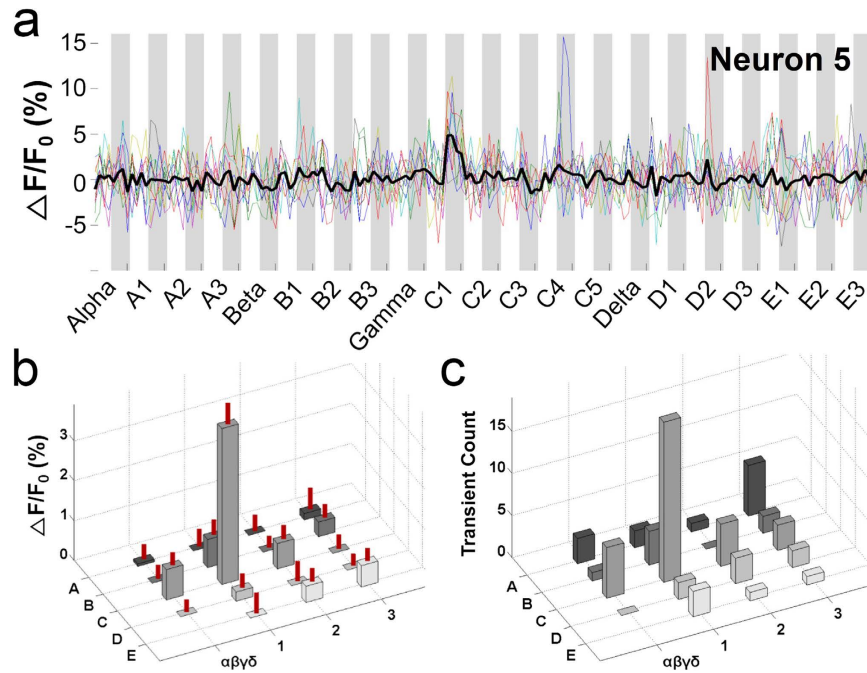 a
Neuron 5
△F/F0 (%)
15
10
5
0
-5
Alpha
A1
A2
A3
Beta
B1
B2
B3
Gamma
C1
C2
C3
C4
C5
Delta
D1
D2
D3
E1
E2
E3
b
△F/F0 (%)
3
2
1
0
A
B
C
D
E
αβγδ
1
2
3
c
Transient Count
15
10
5
0
A
B
C
D
E
αβγδ
1
2
3